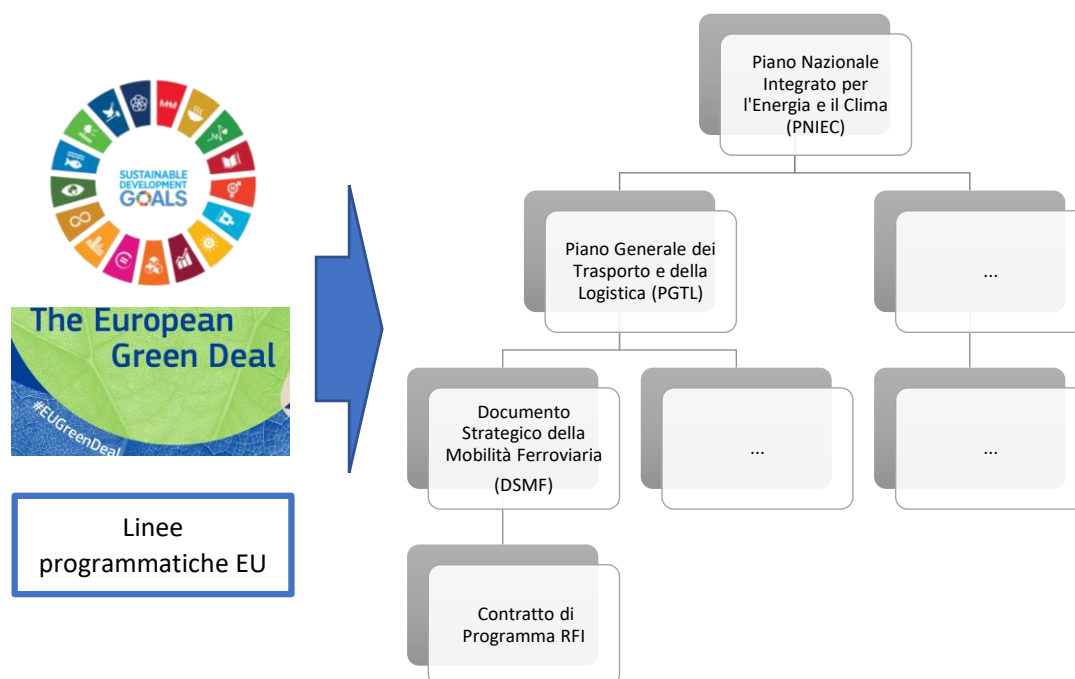 SUSTAINABLE
DEVELOPMENT
GOALS
The European
Green Deal
#EUGreenDeal
Linee
programmatiche EU
Piano Nazionale
Integrato per
l'Energia e il Clima
(PNIEC)
Piano Generale dei
Trasporto e della
Logistica (PGTL)
...
Documento
Strategico della
Mobilità Ferroviaria
(DSMF)
...
...
Contratto di
Programma RFI